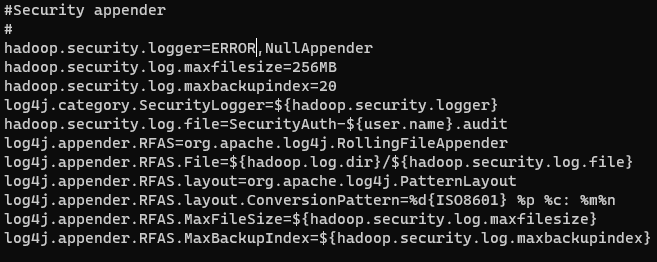 #Security appender
#
hadoop.security.logger=ERROR,NullAppender
hadoop.security.log.maxfilesize=256MB
hadoop.security.log.maxbackupindex=20
log4j.category.SecurityLogger=${hadoop.security.logger}
hadoop.security.log.file=SecurityAuth-${user.name}.audit
log4j.appender.RFAS=org.apache.log4j.RollingFileAppender
log4j.appender.RFAS.File=${hadoop.log.dir}/${hadoop.security.log.file}
log4j.appender.RFAS.layout=org.apache.log4j.PatternLayout
log4j.appender.RFAS.layout.ConversionPattern=%d{ISO8601} %p %c: %m%n
log4j.appender.RFAS.MaxFileSize=${hadoop.security.log.maxfilesize}
log4j.appender.RFAS.MaxBackupIndex=${hadoop.security.log.maxbackupindex}